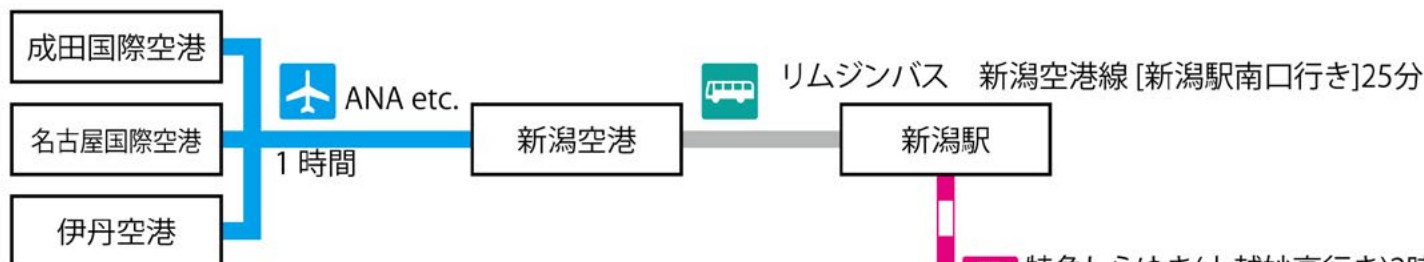 成田国際空港
ANA etc.
リムジンバス　新潟空港線 [新潟駅南口行き]25分
名古屋国際空港
1 時間
新潟空港
新潟駅
伊丹空港